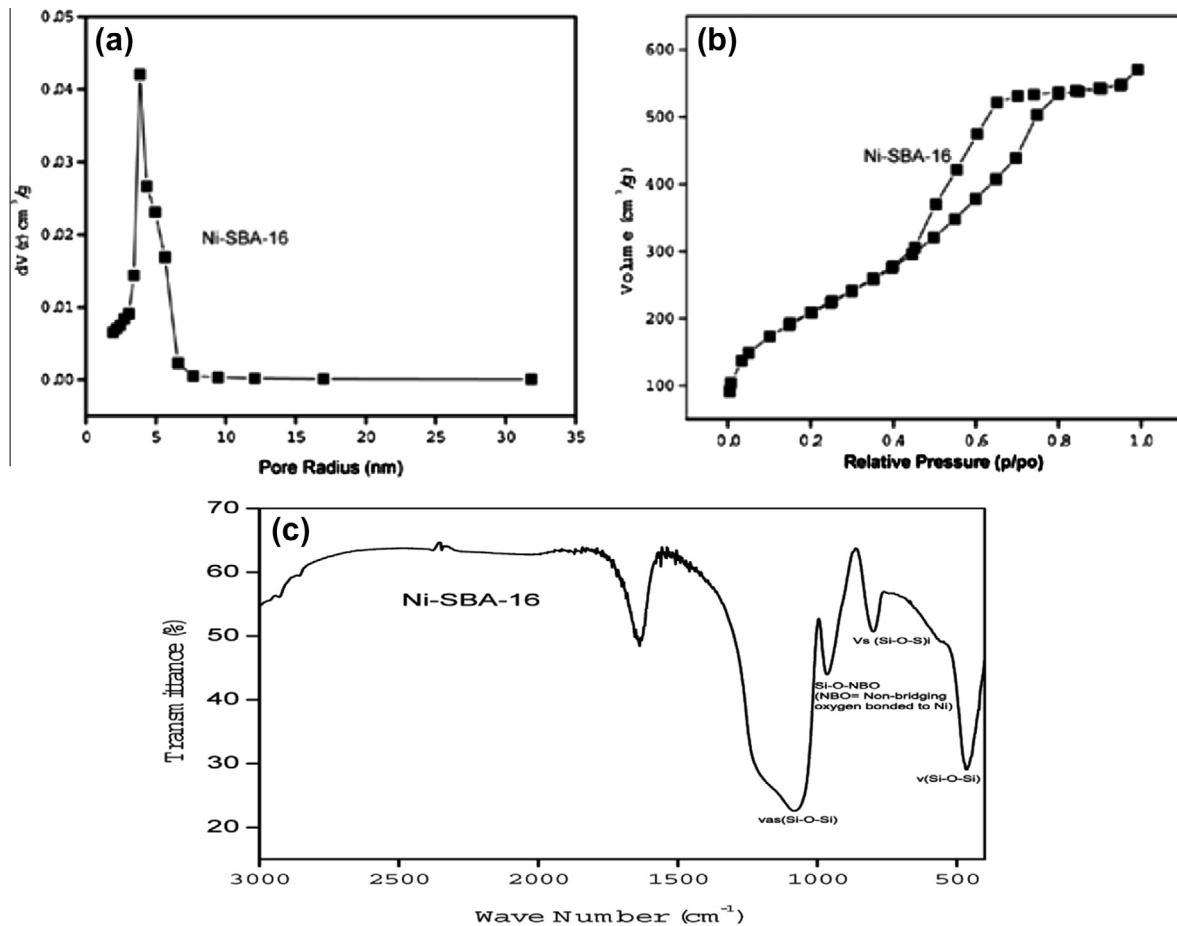 (a)
0.05
0.04
0.03
0.02
0.01
0.00
dV (r) cm³/g
Ni-SBA-16
0 5 10 15 20 25 30 35
Pore Radius (nm)
(b)
600
500
400
300
200
100
Volume (cm³/g)
Ni-SBA-16
0.0 0.2 0.4 0.6 0.8 1.0
Relative Pressure (p/po)
(c)
70
60
50
40
30
20
Transmittance (%)
Ni-SBA-16
Vs (Si-O-S)i
Si-O-NBO
(NBO= Non-bridging
oxygen bonded to Ni)
v(Si-O-Si)
vas(Si-O-Si)
3000 2500 2000 1500 1000 500
Wave Number (cm⁻¹)